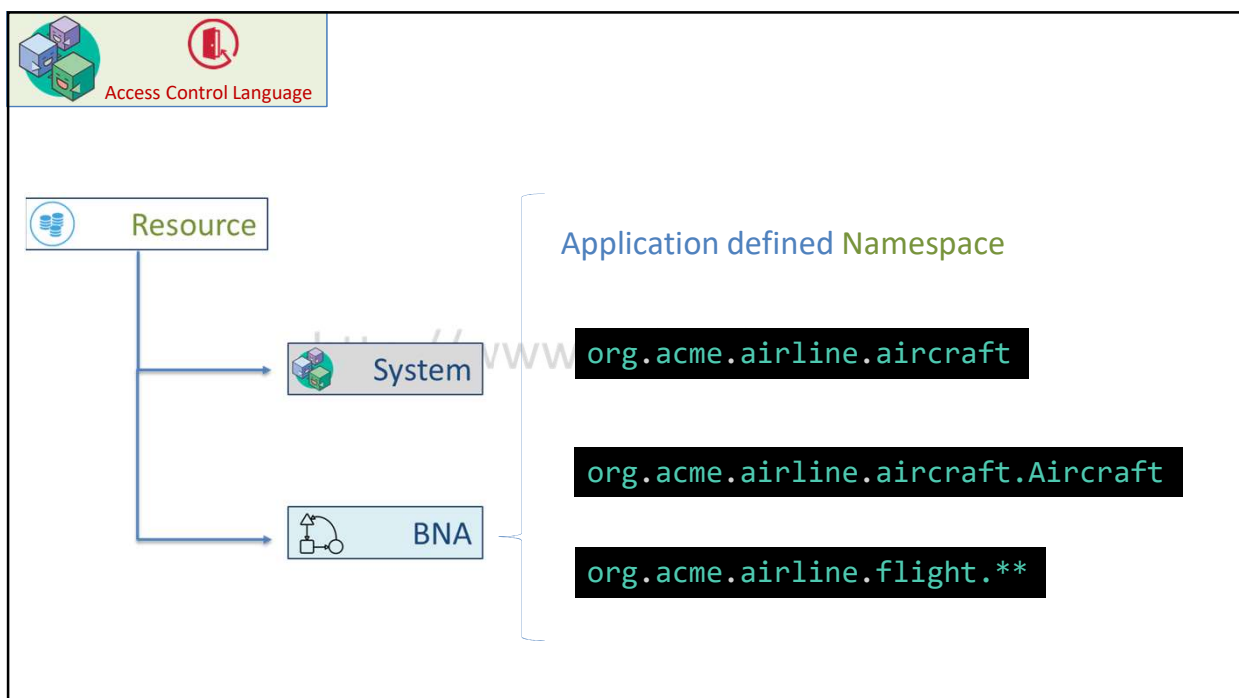 Access Control Language
Resource
Application defined Namespace
System
org.acme.airline.aircraft
org.acme.airline.aircraft.Aircraft
BNA
org.acme.airline.flight.**